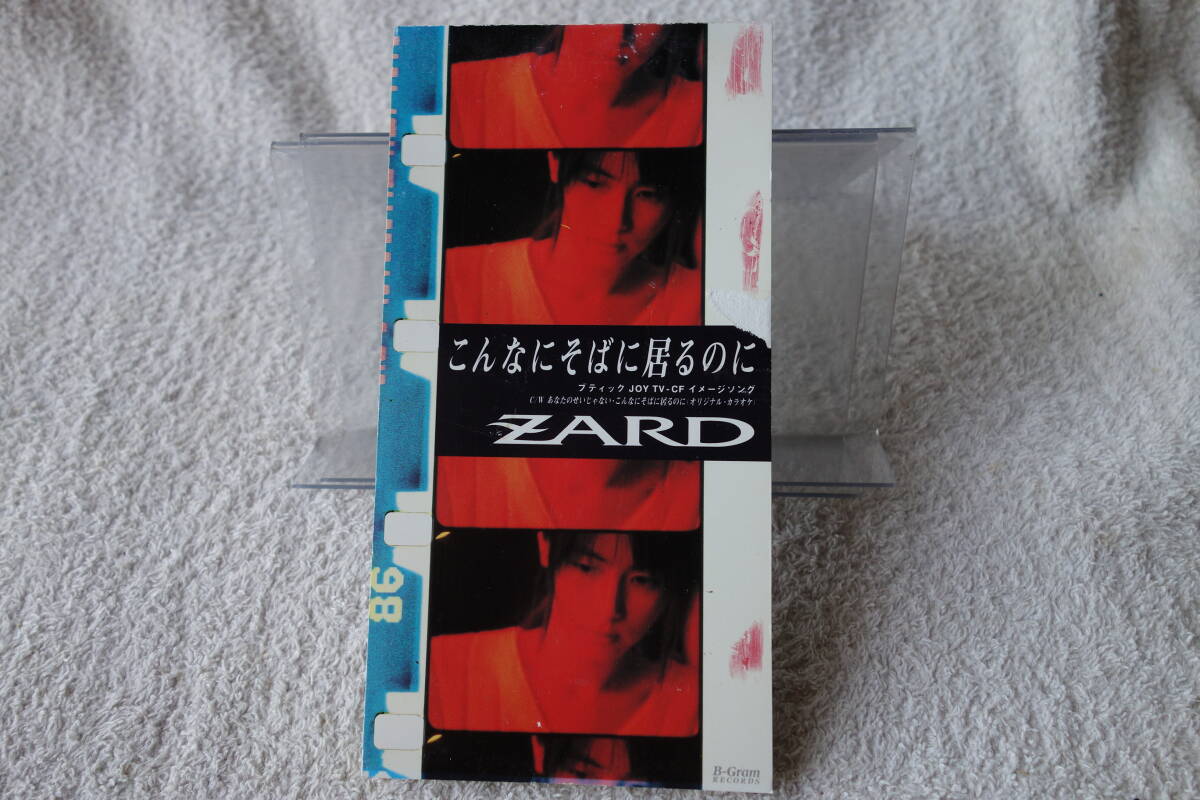 こんなにそばに居るのに
ブティック JOY TV-CF イメージソング
C/W あなたのせいじゃない・こんなにそばに居るのに(オリジナル・カラオケ)
ZARD
86
B-Gram
RECORDS